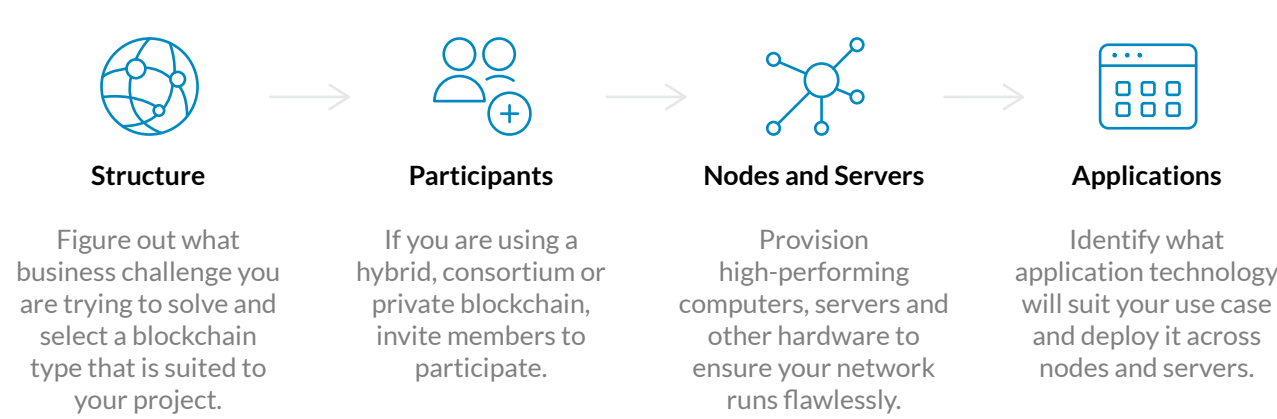 Structure
Figure out what
business challenge you
are trying to solve and
select a blockchain
type that is suited to
your project.
Participants
If you are using a
hybrid, consortium or
private blockchain,
invite members to
participate.
Nodes and Servers
Provision
high-performing
computers, servers and
other hardware to
ensure your network
runs flawlessly.
Applications
Identify what
application technology
will suit your use case
and deploy it across
nodes and servers.